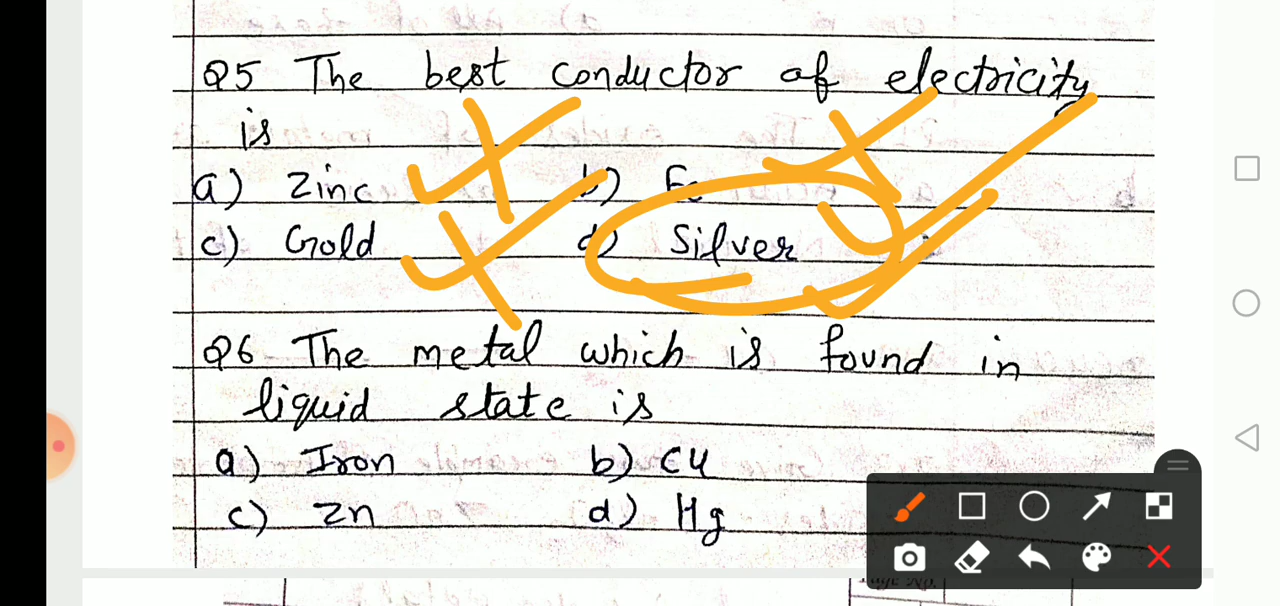 Q5 The best conductor of electricity
is
a) Zinc b) Fe
c) Gold d) Silver
Q6 The metal which is found in
liquid state is
a) Iron b) Cu
c) Zn d) Hg